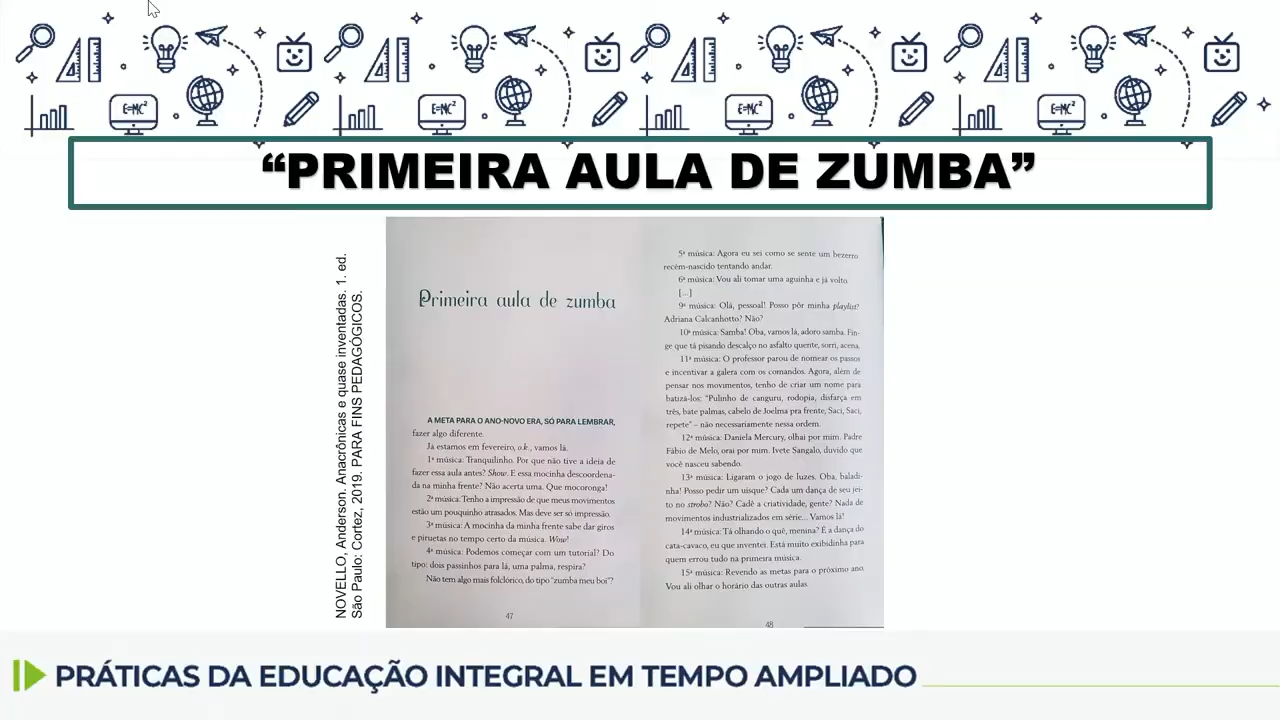 E=MC²
E=MC²
E=MC²
E=MC²
“PRIMEIRA AULA DE ZUMBA”
NOVELLO, Anderson. Anacrônicas e quase inventadas. 1. ed.
São Paulo: Cortez, 2019. PARA FINS PEDAGÓGICOS.
Primeira aula de zumba
A META PARA O ANO-NOVO ERA, SÓ PARA LEMBRAR,
fazer algo diferente.
Já estamos em fevereiro, o.k., vamos lá.
1ª música: Tranquilinho. Por que não tive a ideia de
fazer essa aula antes? Show. E essa mocinha descoordena-
da na minha frente? Não acerta uma. Que mocoronga!
2ª música: Tenho a impressão de que meus movimentos
estão um pouquinho atrasados. Mas deve ser só impressão.
3ª música: A mocinha da minha frente sabe dar giros
e piruetas no tempo certo da música. Wow!
4ª música: Podemos começar com um tutorial? Do
tipo: dois passinhos para lá, uma palma, respira?
Não tem algo mais folclórico, do tipo “zumba meu boi”?
47
5ª música: Agora eu sei como se sente um bezerro
recém-nascido tentando andar.
6ª música: Vou ali tomar uma aguinha e já volto.
[...]
9ª música: Olá, pessoal! Posso pôr minha playlist?
Adriana Calcanhotto? Não?
10ª música: Samba! Oba, vamos lá, adoro samba. Fin-
ge que tá pisando descalço no asfalto quente, sorri, acena.
11ª música: O professor parou de nomear os passos
e incentivar a galera com os comandos. Agora, além de
pensar nos movimentos, tenho de criar um nome para
batizá-los: “Pulinho de canguru, rodopia, disfarça em
três, bate palmas, cabelo de Joelma pra frente, Saci, Saci,
repete” – não necessariamente nessa ordem.
12ª música: Daniela Mercury, olhai por mim. Padre
Fábio de Melo, orai por mim. Ivete Sangalo, duvido que
você nasceu sabendo.
13ª música: Ligaram o jogo de luzes. Oba, baladi-
nha! Posso pedir um uísque? Cada um dança de seu jei-
to no strobo? Não? Cadê a criatividade, gente? Nada de
movimentos industrializados em série... Vamos lá!
14ª música: Tá olhando o quê, menina? É a dança do
cata-cavaco, eu que inventei. Está muito exibidinha para
quem errou tudo na primeira música.
15ª música: Revendo as metas para o próximo ano.
Vou ali olhar o horário das outras aulas.
48
PRÁTICAS DA EDUCAÇÃO INTEGRAL EM TEMPO AMPLIADO